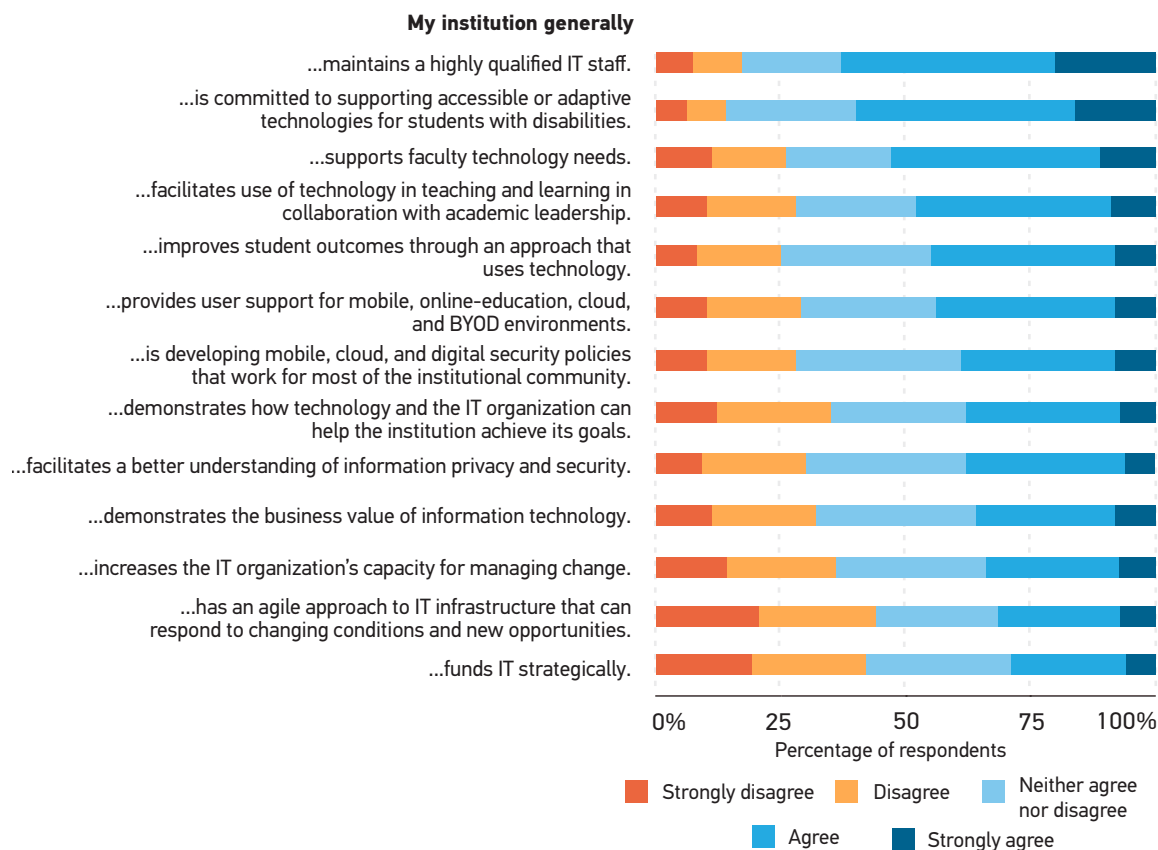 My institution generally
...maintains a highly qualified IT staff.
...is committed to supporting accessible or adaptive
technologies for students with disabilities.
...supports faculty technology needs.
...facilitates use of technology in teaching and learning in
collaboration with academic leadership.
...improves student outcomes through an approach that
uses technology.
...provides user support for mobile, online-education, cloud,
and BYOD environments.
...is developing mobile, cloud, and digital security policies
that work for most of the institutional community.
...demonstrates how technology and the IT organization can
help the institution achieve its goals.
...facilitates a better understanding of information privacy and security.
...demonstrates the business value of information technology.
...increases the IT organization’s capacity for managing change.
...has an agile approach to IT infrastructure that can
respond to changing conditions and new opportunities.
...funds IT strategically.
0% 25 50 75 100%
Percentage of respondents
Strongly disagree Disagree Neither agree
nor disagree
Agree Strongly agree